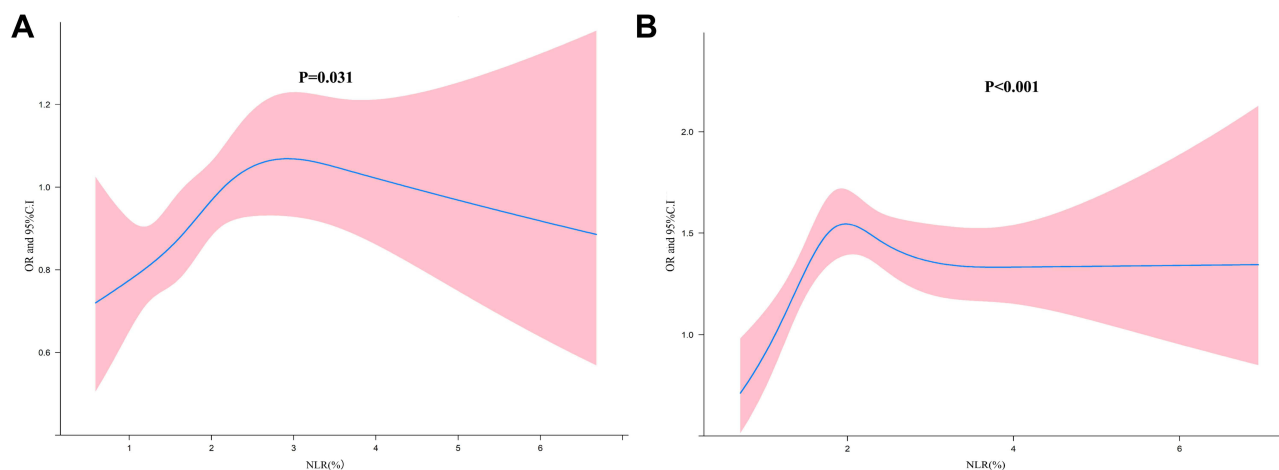 A
P=0.031
OR and 95%C.I
1.2
1.0
0.8
0.6
1 2 3 4 5 6
NLR(%)
B
P<0.001
OR and 95%C.I
2.0
1.5
1.0
2 4 6
NLR(%)